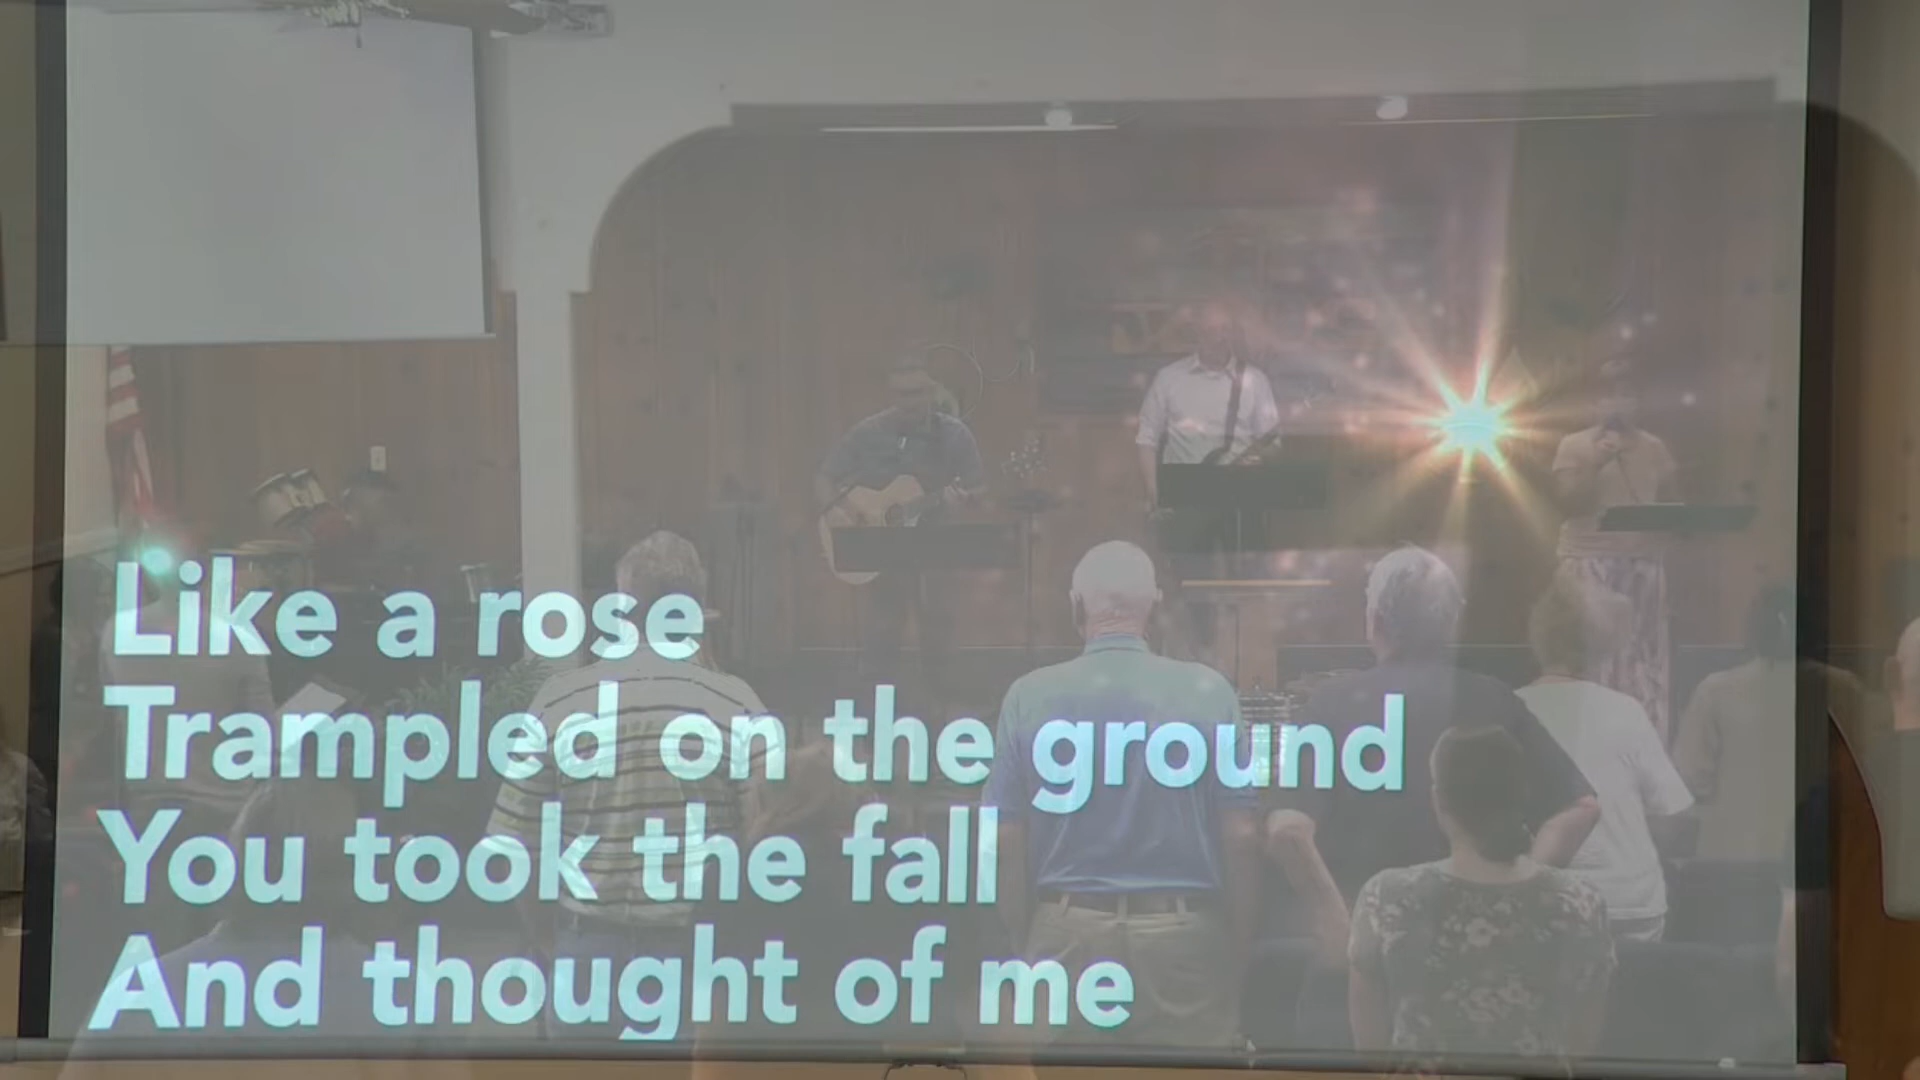 Like a rose
Trampled on the ground
You took the fall
And thought of me